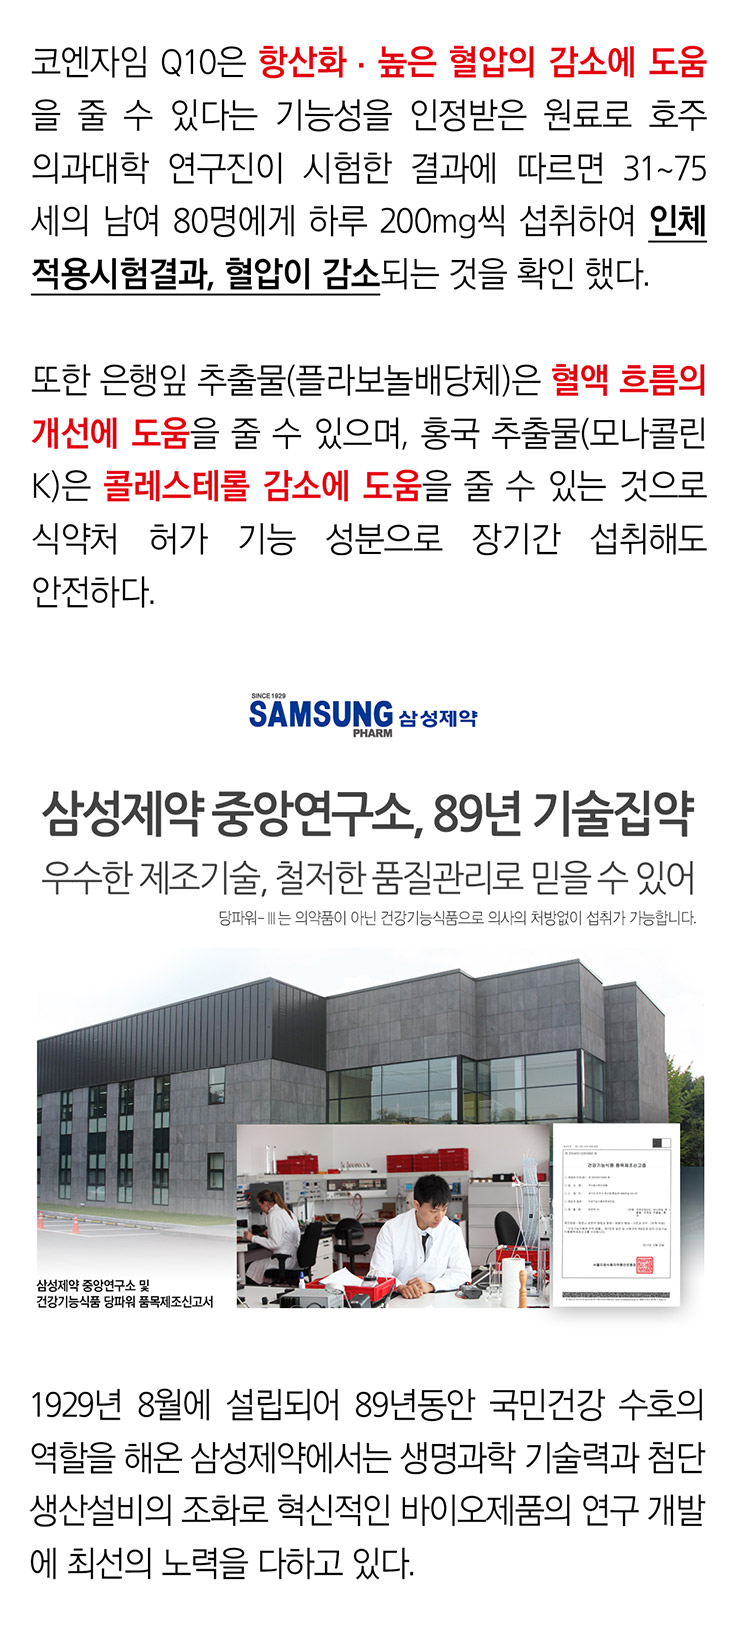 코엔자임 Q10은 항산화 · 높은 혈압의 감소에 도움
을 줄 수 있다는 기능성을 인정받은 원료로 호주
의과대학 연구진이 시험한 결과에 따르면 31~75
세의 남여 80명에게 하루 200mg씩 섭취하여 인체
적용시험결과, 혈압이 감소되는 것을 확인 했다.
또한 은행잎 추출물(플라보놀배당체)은 혈액 흐름의
개선에 도움을 줄 수 있으며, 홍국 추출물(모나콜린
K)은 콜레스테롤 감소에 도움을 줄 수 있는 것으로
식약처 허가 기능 성분으로 장기간 섭취해도
안전하다.
SINCE 1929
SAMSUNG 삼성제약
PHARM
삼성제약 중앙연구소, 89년 기술집약
우수한 제조기술, 철저한 품질관리로 믿을 수 있어
당파워-Ⅲ는 의약품이 아닌 건강기능식품으로 의사의 처방없이 섭취가 가능합니다.
건강기능식품 품목제조신고증
삼성제약 중앙연구소 및
건강기능식품 당파워 품목제조신고서
1929년 8월에 설립되어 89년동안 국민건강 수호의
역할을 해온 삼성제약에서는 생명과학 기술력과 첨단
생산설비의 조화로 혁신적인 바이오제품의 연구 개발
에 최선의 노력을 다하고 있다.